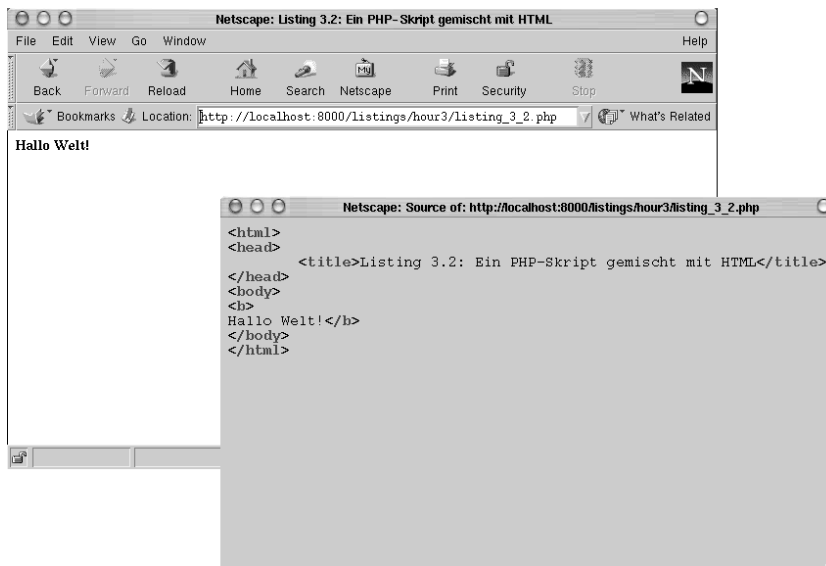 Netscape: Listing 3.2: Ein PHP-Skript gemischt mit HTML
File Edit View Go Window Help
My N
Back Forward Reload Home Search Netscape Print Security Stop
Bookmarks Location: http://localhost:8000/listings/hour3/listing_3_2.php What's Related
Hallo Welt!
Netscape: Source of: http://localhost:8000/listings/hour3/listing_3_2.php
<html>
<head>
<title>Listing 3.2: Ein PHP-Skript gemischt mit HTML</title>
</head>
<body>
<b>
Hallo Welt!</b>
</body>
</html>